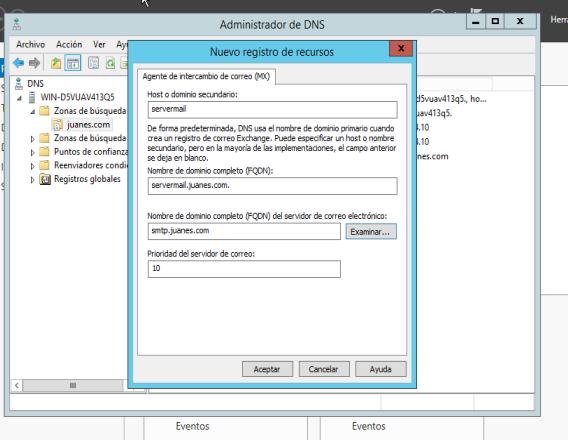 Administrador de DNS
Herra
Archivo Acción Ver Ay
Nuevo registro de recursos
x
DNS
WIN-D5VUAV413Q5
Zonas de búsqueda
juanes.com
Zonas de búsqueda
Puntos de confianza
Reenviadores condi
Registros globales
Agente de intercambio de correo (MX)
Host o dominio secundario:
servermail
De forma predeterminada, DNS usa el nombre de dominio primario cuando
crea un registro de correo Exchange. Puede especificar un host o nombre
secundario, pero en la mayoría de las implementaciones, el campo anterior
se deja en blanco.
Nombre de dominio completo (FQDN):
servermail.juanes.com.
Nombre de dominio completo (FQDN) del servidor de correo electrónico:
smtp.juanes.com
Examinar...
Prioridad del servidor de correo:
10
Aceptar Cancelar Ayuda
d5vuav413q5., ho...
uav413q5.
.10
.10
nes.com
Eventos Eventos